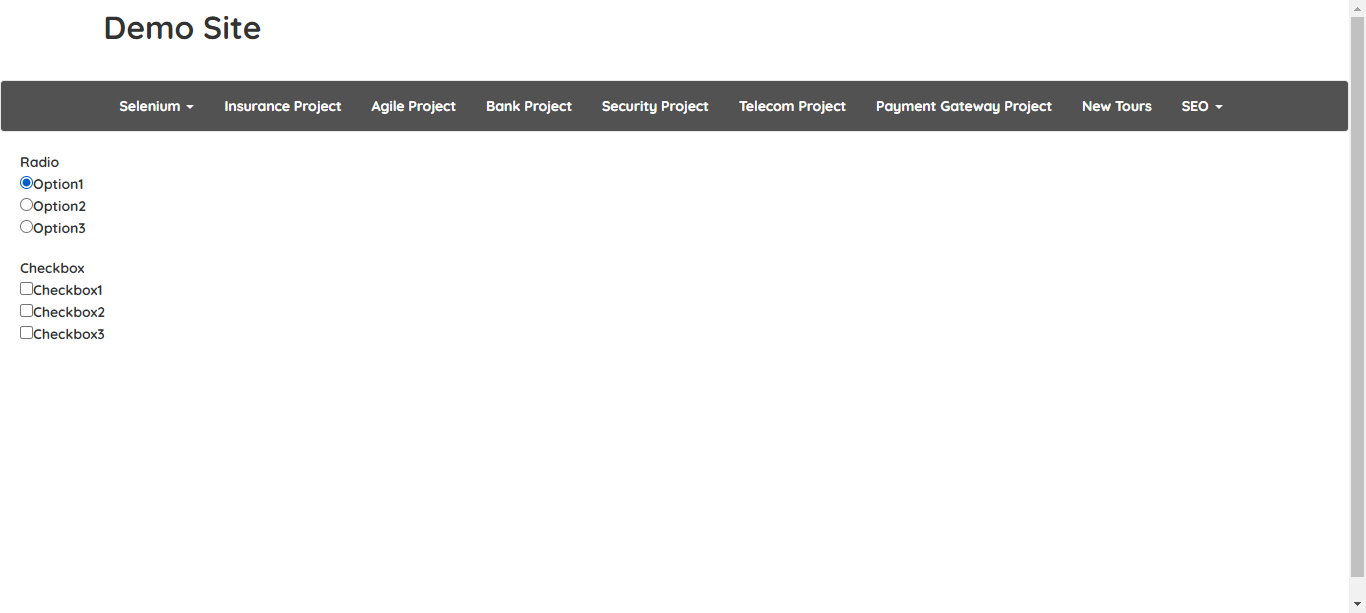 Demo Site
Selenium Insurance Project Agile Project Bank Project Security Project Telecom Project Payment Gateway Project New Tours SEO
Radio
Option1
Option2
Option3
Checkbox
Checkbox1
Checkbox2
Checkbox3